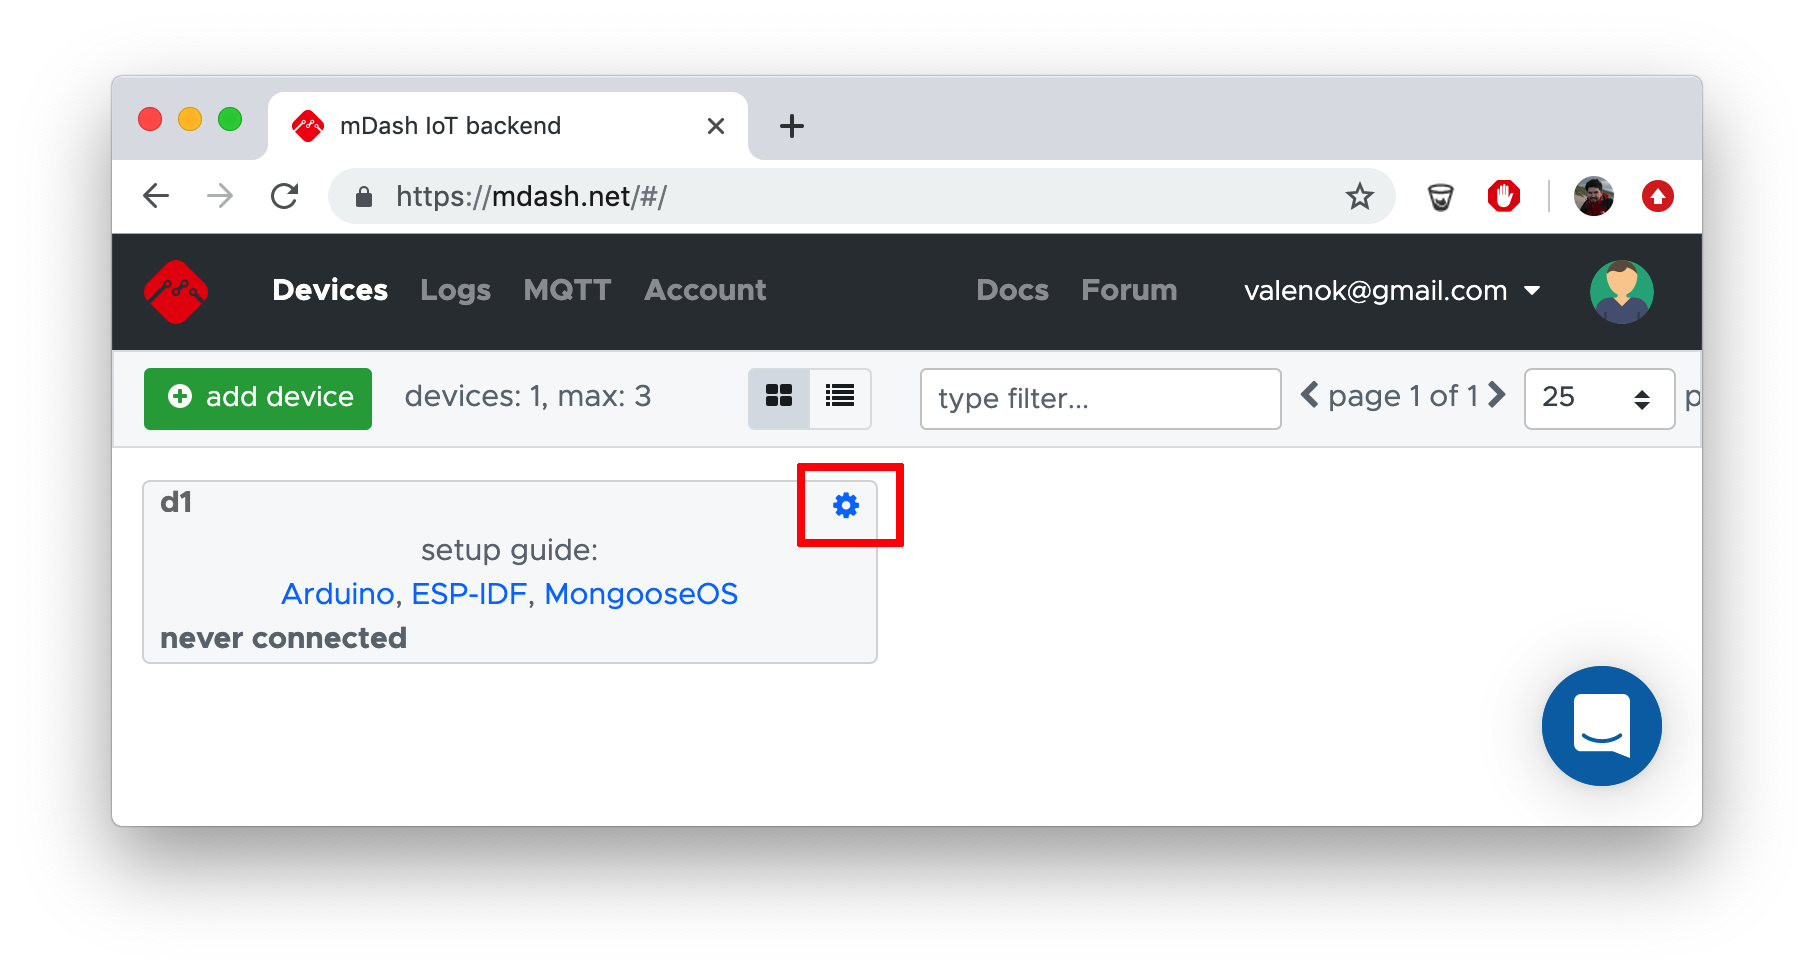 mDash IoT backend
https://mdash.net/#/
Devices Logs MQTT Account Docs Forum valenok@gmail.com
add device devices: 1, max: 3 type filter... page 1 of 1 25 p
d1
setup guide:
Arduino, ESP-IDF, MongooseOS
never connected